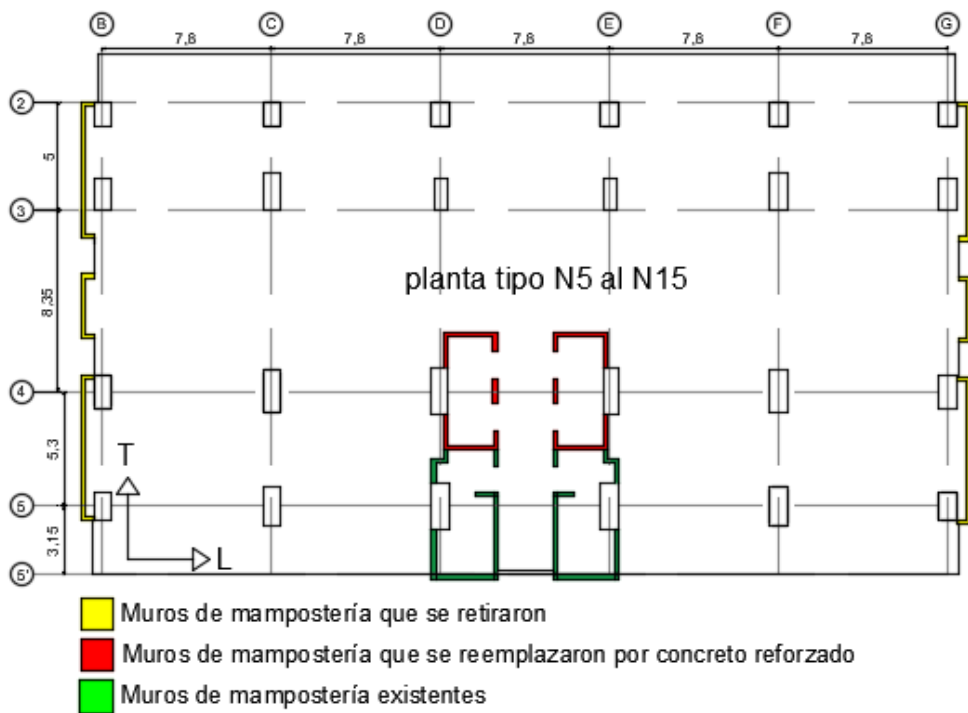 B C D E F G
7,8 7,8 7,8 7,8 7,8
2
5
3
planta tipo N5 al N15
8,35
4
5,3
T
5
3,15
L
5'
Muros de mampostería que se retiraron
Muros de mampostería que se reemplazaron por concreto reforzado
Muros de mampostería existentes